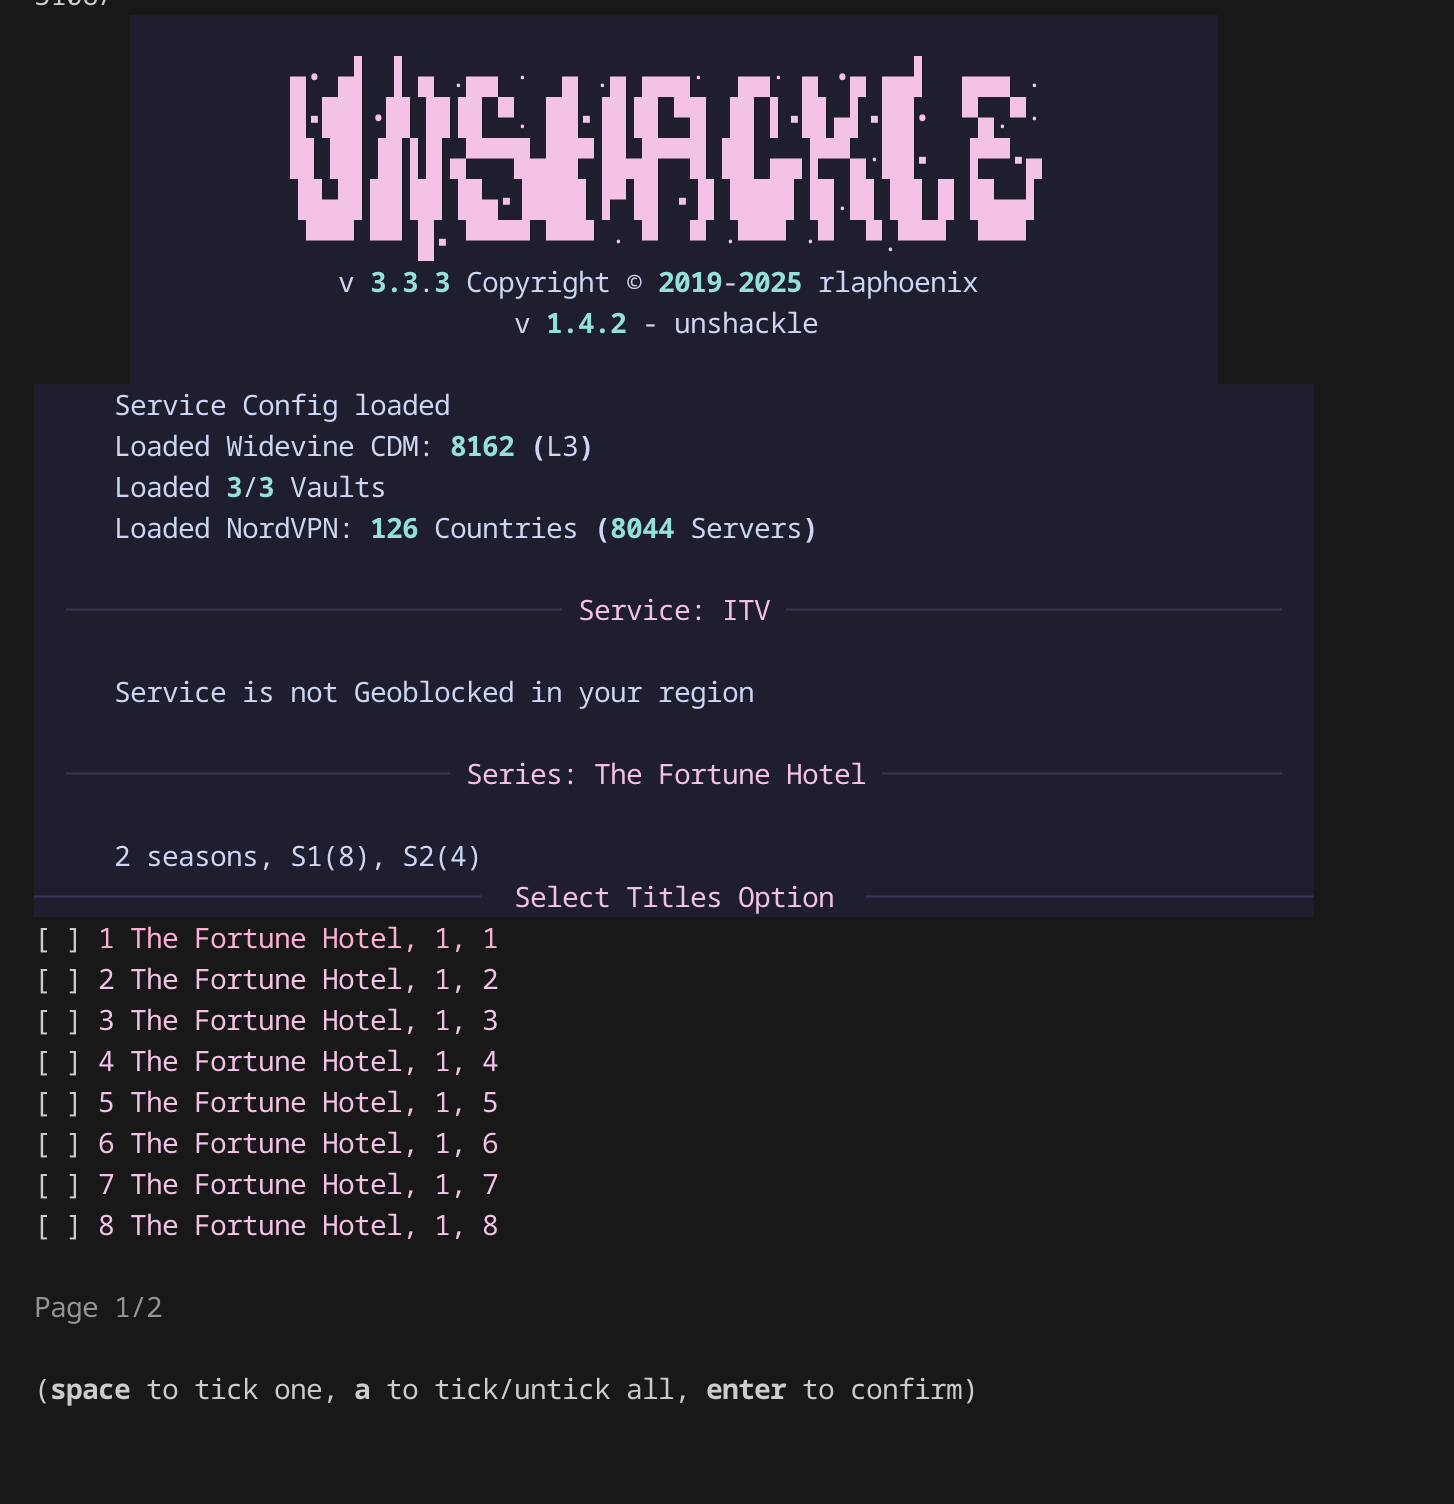 UNSHACKLE
v 3.3.3 Copyright © 2019-2025 rlaphoenix
v 1.4.2 - unshackle
Service Config loaded
Loaded Widevine CDM: 8162 (L3)
Loaded 3/3 Vaults
Loaded NordVPN: 126 Countries (8044 Servers)
Service: ITV
Service is not Geoblocked in your region
Series: The Fortune Hotel
2 seasons, S1(8), S2(4)
Select Titles Option
[ ] 1 The Fortune Hotel, 1, 1
[ ] 2 The Fortune Hotel, 1, 2
[ ] 3 The Fortune Hotel, 1, 3
[ ] 4 The Fortune Hotel, 1, 4
[ ] 5 The Fortune Hotel, 1, 5
[ ] 6 The Fortune Hotel, 1, 6
[ ] 7 The Fortune Hotel, 1, 7
[ ] 8 The Fortune Hotel, 1, 8
Page 1/2
(space to tick one, a to tick/untick all, enter to confirm)